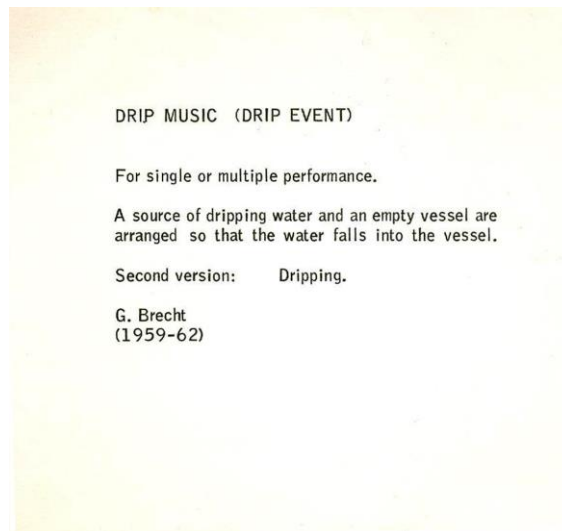 DRIP MUSIC (DRIP EVENT)
For single or multiple performance.
A source of dripping water and an empty vessel are
arranged so that the water falls into the vessel.
Second version: Dripping.
G. Brecht
(1959-62)